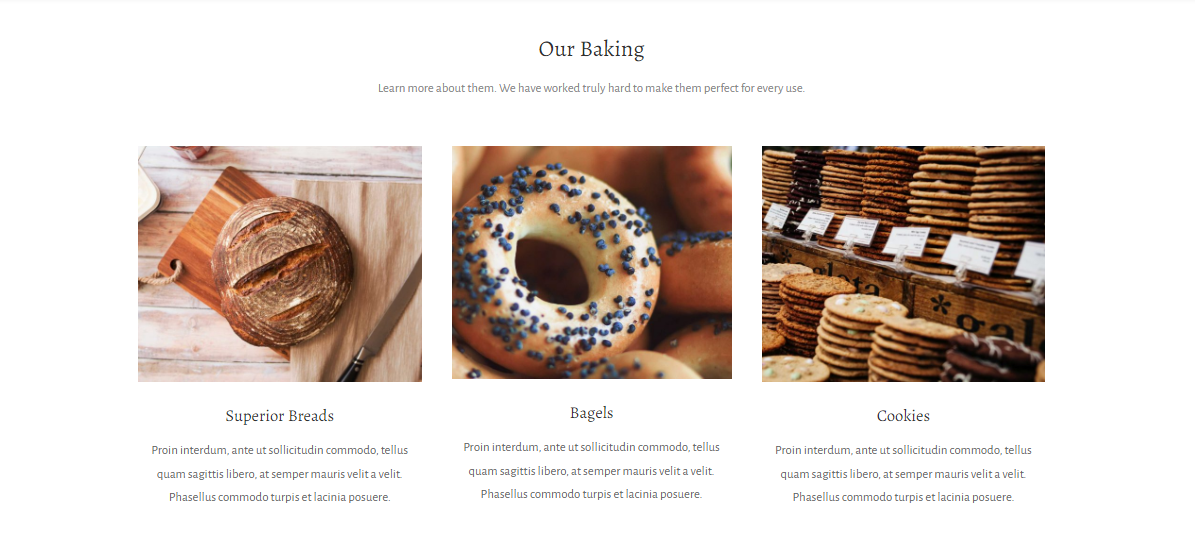 Our Baking
Learn more about them. We have worked truly hard to make them perfect for every use.
Superior Breads
Proin interdum, ante ut sollicitudin commodo, tellus
quam sagittis libero, at semper mauris velit a velit.
Phasellus commodo turpis et lacinia posuere.
Bagels
Proin interdum, ante ut sollicitudin commodo, tellus
quam sagittis libero, at semper mauris velit a velit.
Phasellus commodo turpis et lacinia posuere.
Cookies
Proin interdum, ante ut sollicitudin commodo, tellus
quam sagittis libero, at semper mauris velit a velit.
Phasellus commodo turpis et lacinia posuere.